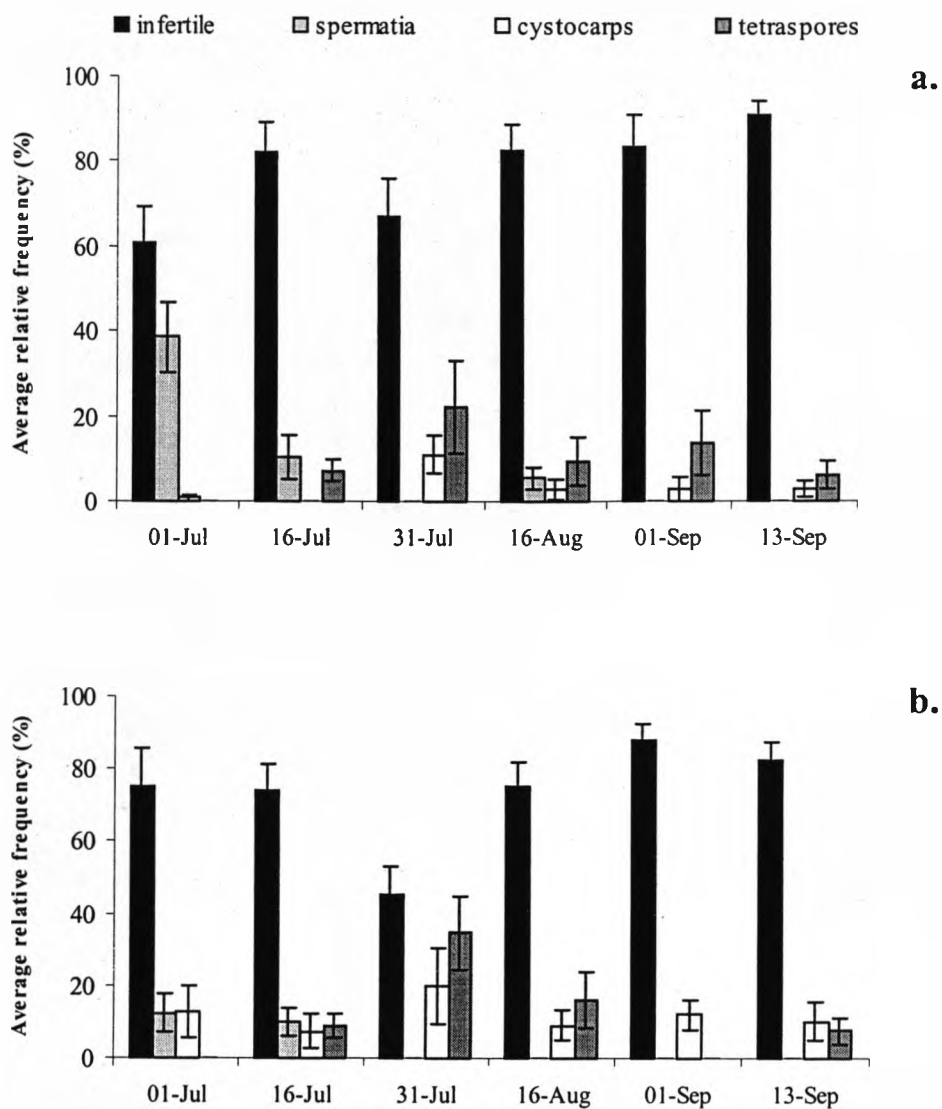 infertile spermatia cystocarps tetraspores
a.
Average relative frequency (%)
100
80
60
40
20
0
01-Jul 16-Jul 31-Jul 16-Aug 01-Sep 13-Sep
b.
Average relative frequency (%)
100
80
60
40
20
0
01-Jul 16-Jul 31-Jul 16-Aug 01-Sep 13-Sep